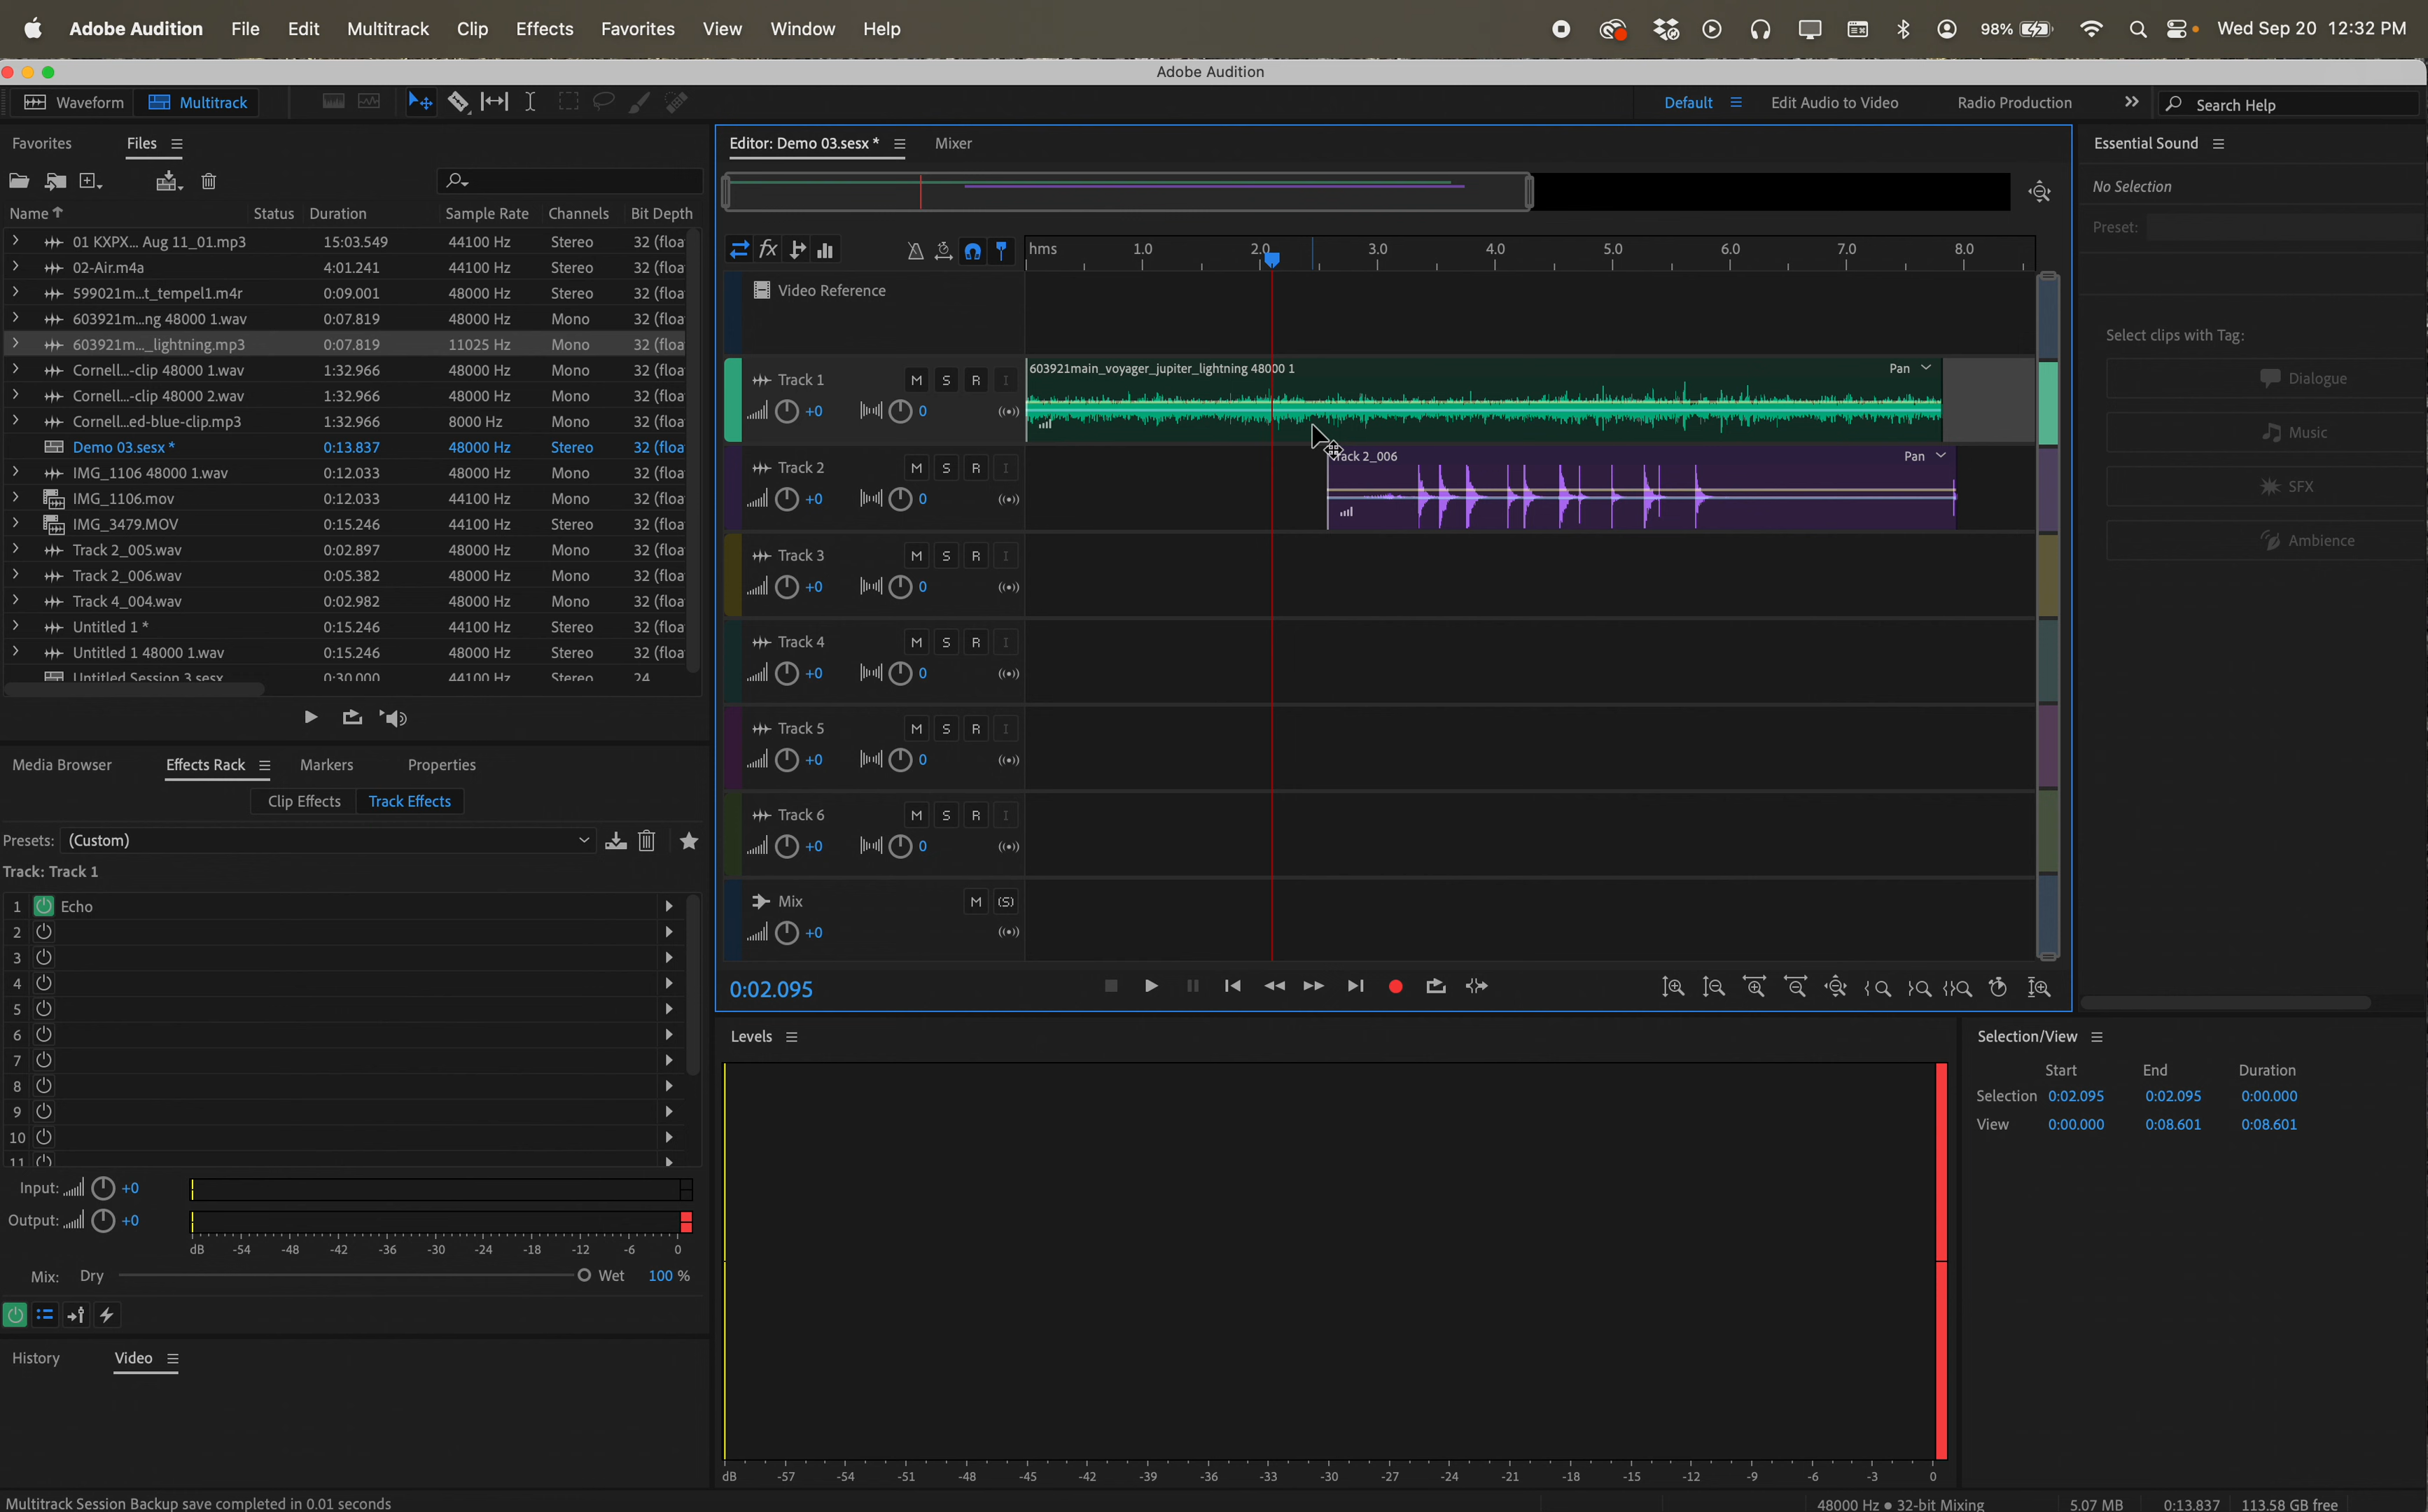 Adobe Audition File Edit Multitrack Clip Effects Favorites View Window Help 98% Wed Sep 20 12:32 PM
Adobe Audition
Waveform Multitrack Default Edit Audio to Video Radio Production Search Help
Favorites Files
Name Status Duration Sample Rate Channels Bit Depth
01 KXPX... Aug 11_01.mp3 15:03.549 44100 Hz Stereo 32 (floa
02-Air.m4a 4:01.241 44100 Hz Stereo 32 (floa
599021m...t_tempel1.m4r 0:09.001 48000 Hz Stereo 32 (floa
603921m...ng 48000 1.wav 0:07.819 48000 Hz Mono 32 (floa
603921m..._lightning.mp3 0:07.819 11025 Hz Mono 32 (floa
Cornell...-clip 48000 1.wav 1:32.966 48000 Hz Mono 32 (floa
Cornell...-clip 48000 2.wav 1:32.966 48000 Hz Mono 32 (floa
Cornell...ed-blue-clip.mp3 1:32.966 8000 Hz Mono 32 (floa
Demo 03.sesx * 0:13.837 48000 Hz Stereo 32 (floa
IMG_1106 48000 1.wav 0:12.033 48000 Hz Mono 32 (floa
IMG_1106.mov 0:12.033 44100 Hz Mono 32 (floa
IMG_3479.MOV 0:15.246 44100 Hz Stereo 32 (floa
Track 2_005.wav 0:02.897 48000 Hz Mono 32 (floa
Track 2_006.wav 0:05.382 48000 Hz Mono 32 (floa
Track 4_004.wav 0:02.982 48000 Hz Mono 32 (floa
Untitled 1 * 0:15.246 44100 Hz Stereo 32 (floa
Untitled 1 48000 1.wav 0:15.246 48000 Hz Stereo 32 (floa
Untitled Session 3.sesx 0:30.000 44100 Hz Stereo 24
Media Browser Effects Rack Markers Properties
Clip Effects Track Effects
Presets: (Custom)
Track: Track 1
1 Echo
2
3
4
5
6
7
8
9
10
11
Input: +0
Output: +0
dB -54 -48 -42 -36 -30 -24 -18 -12 -6 0
Mix: Dry Wet 100 %
History Video
Multitrack Session Backup save completed in 0.01 seconds
Editor: Demo 03.sesx * Mixer
fx hms 1.0 2.0 3.0 4.0 5.0 6.0 7.0 8.0
Video Reference
Track 1 M S R I
+0 0
603921main_voyager_jupiter_lightning 48000 1 Pan
Track 2 M S R I
+0 0
Track 2_006 Pan
Track 3 M S R I
+0 0
Track 4 M S R I
+0 0
Track 5 M S R I
+0 0
Track 6 M S R I
+0 0
Mix M (S)
+0
0:02.095
Levels
dB -57 -54 -51 -48 -45 -42 -39 -36 -33 -30 -27 -24 -21 -18 -15 -12 -9 -6 -3 0
Essential Sound
No Selection
Preset:
Select clips with Tag:
Dialogue
Music
SFX
Ambience
Selection/View
Start End Duration
Selection 0:02.095 0:02.095 0:00.000
View 0:00.000 0:08.601 0:08.601
48000 Hz ● 32-bit Mixing 5.07 MB 0:13.837 113.58 GB free